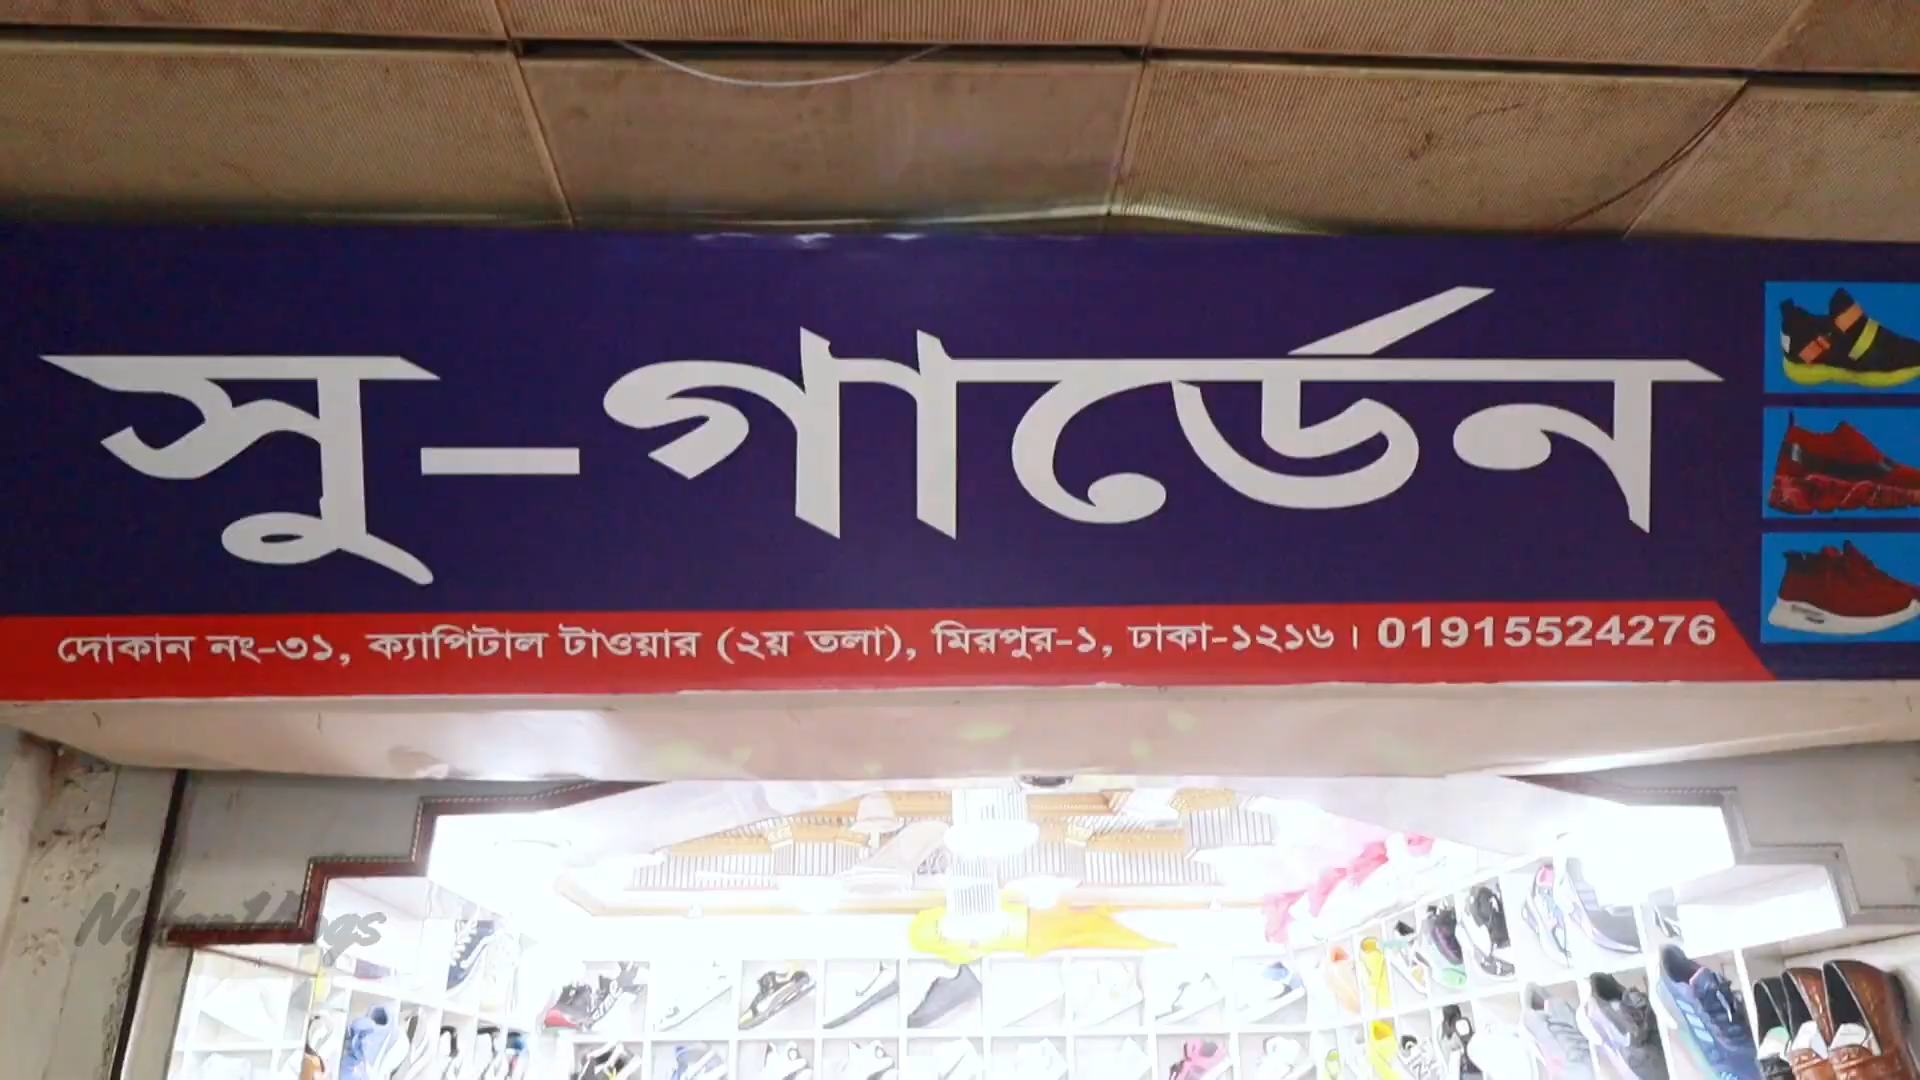 সু-গার্ডেন
দোকান নং-৩১, ক্যাপিটাল টাওয়ার (২য় তলা), মিরপুর-১, ঢাকা-১২১৬। 01915524276